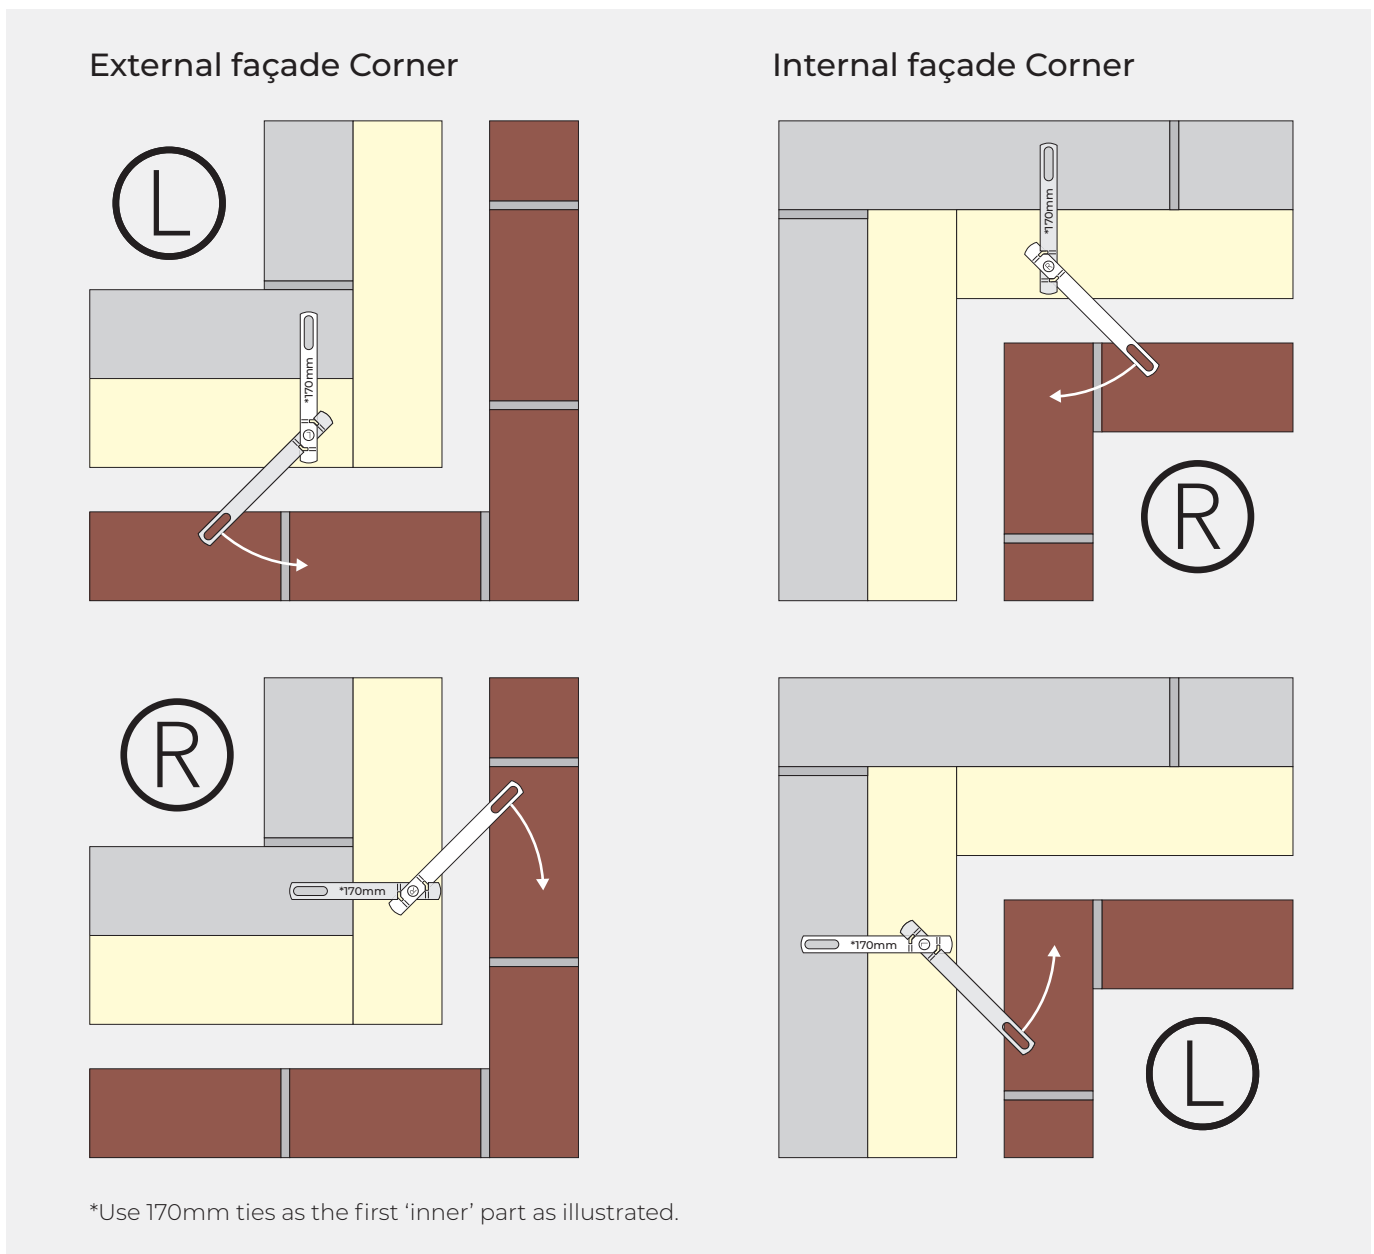 External façade Corner
Internal façade Corner
L
*170mm
*170mm
R
R
*170mm
*170mm
L
*Use 170mm ties as the first ‘inner’ part as illustrated.